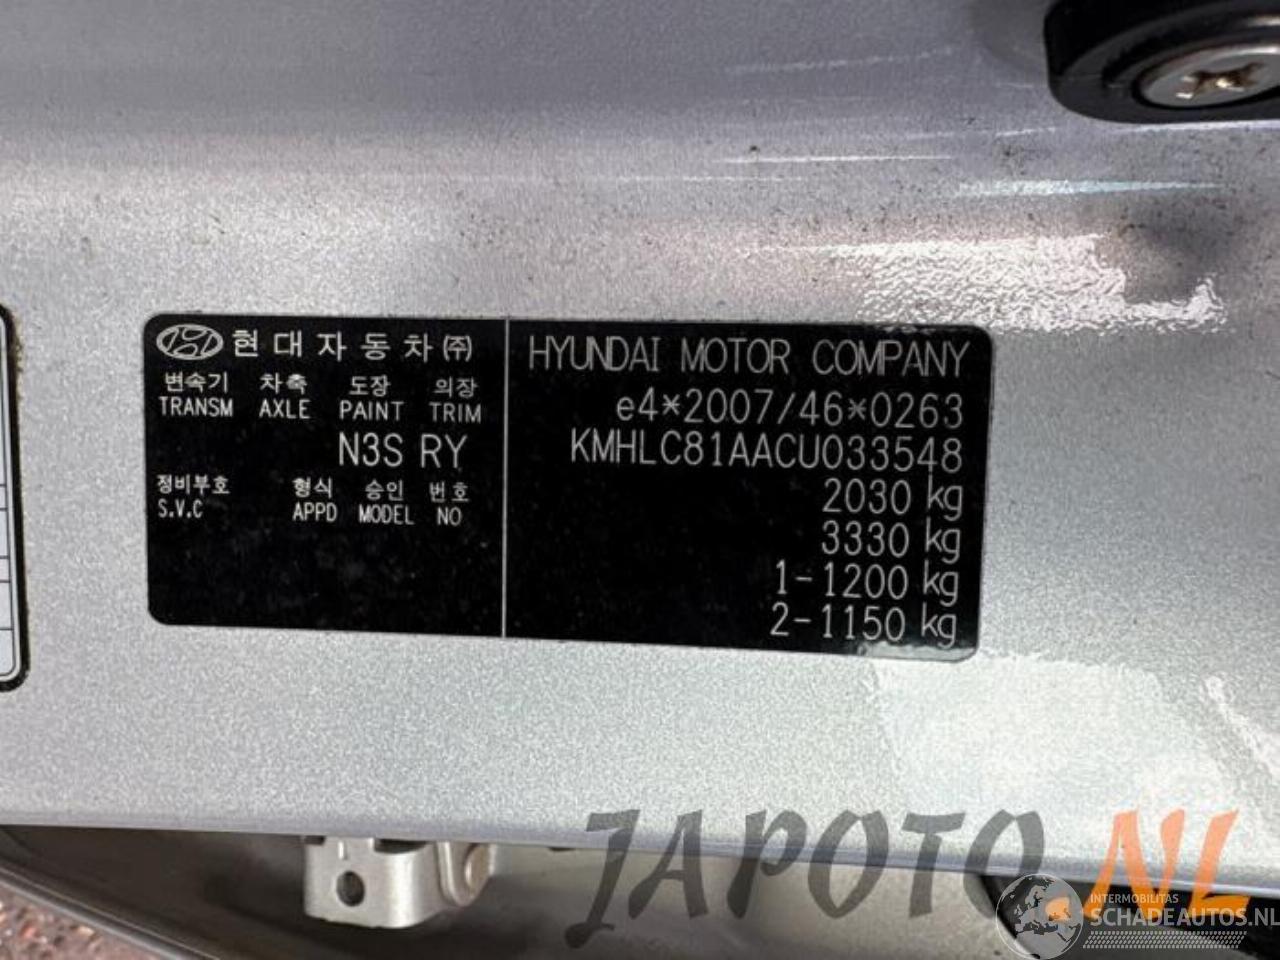 현대자동차㈜
변속기 차축 도장 의장
TRANSM AXLE PAINT TRIM
N3S RY
정비부호 형식 승인 번호
S.V.C APPD MODEL NO
HYUNDAI MOTOR COMPANY
e4*2007/46*0263
KMHLC81AACU033548
2030 kg
3330 kg
1-1200 kg
2-1150 kg
JAPOTO.NL
INTERMOBILITAS
SCHADEAUTOS.NL